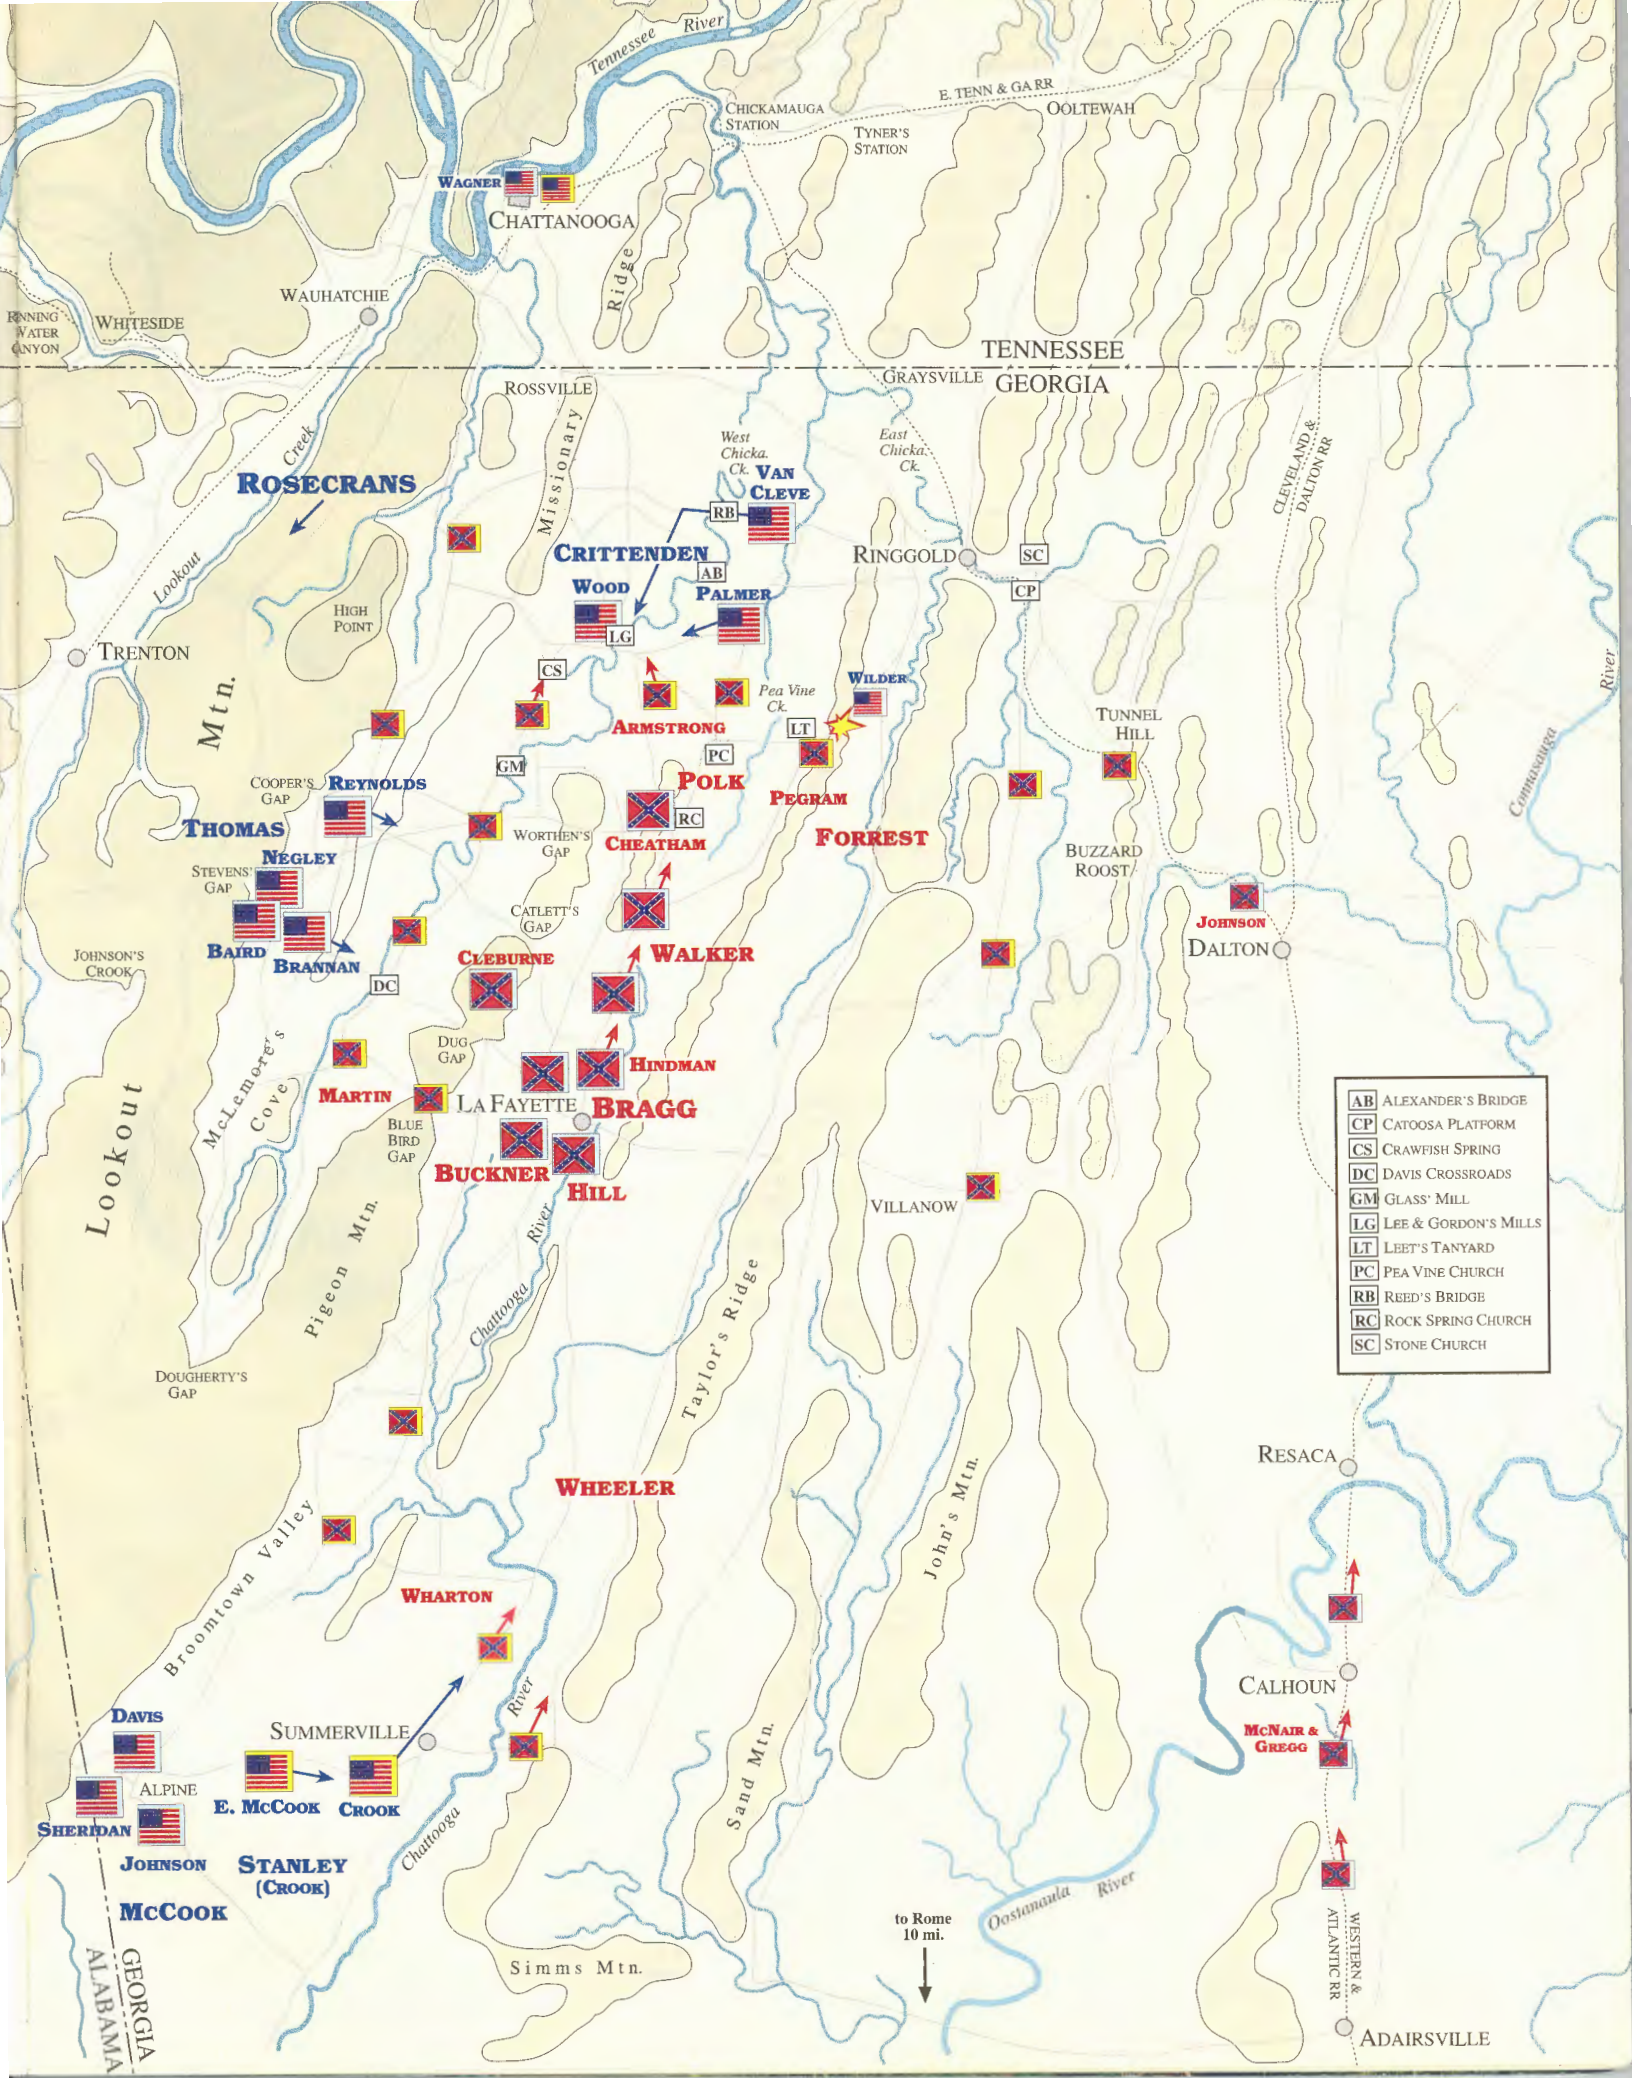 Tennessee River
CHICKAMAUGA
STATION
E. TENN & GA RR
OOLTEWAH
TYNER'S
STATION
WAGNER
CHATTANOOGA
Ridge
WAUHATCHIE
WHITESIDE
WATER
TENNESSEE
GEORGIA
GRAYSVILLE
ROSSVILLE
Missionary
West
Chicka.
Ck.
East
Chicka.
Ck.
CLEVELAND &
DALTON RR
Lookout Creek
ROSECRANS
VAN
CLEVE
RB
CRITTENDEN
AB
WOOD
PALMER
LG
RINGGOLD
SC
CP
HIGH
POINT
TRENTON
CS
Pea Vine
Ck.
WILDER
ARMSTRONG
LT
PC
GM
POLK
PEGRAM
TUNNEL
HILL
Connasauga River
Lookout Mtn.
COOPER'S
GAP
REYNOLDS
THOMAS
NEGLEY
STEVENS'
GAP
WORTHEN'S
GAP
RC
CHEATHAM
FORREST
BUZZARD
ROOST
CATLETT'S
GAP
BAIRD
BRANNAN
JOHNSON
DALTON
JOHNSON'S
CROOK
DC
CLEBURNE
WALKER
McLEMORE'S
COVE
DUG
GAP
HINDMAN
MARTIN
LA FAYETTE
BRAGG
BLUE
BIRD
GAP
BUCKNER
HILL
VILLANOW
AB ALEXANDER'S BRIDGE
CP CATOOSA PLATFORM
CS CRAWFISH SPRING
DC DAVIS CROSSROADS
GM GLASS' MILL
LG LEE & GORDON'S MILLS
LT LEET'S TANYARD
PC PEA VINE CHURCH
RB REED'S BRIDGE
RC ROCK SPRING CHURCH
SC STONE CHURCH
Pigeon Mtn.
Chattooga River
Taylor's Ridge
DOUGHERTY'S
GAP
RESACA
WHEELER
John's Mtn.
Broomtown Valley
WHARTON
CALHOUN
River
DAVIS
SUMMERVILLE
MCNAIR &
GREGG
ALPINE
SHERIDAN
E. MCCOOK
CROOK
Sand Mtn.
Chattooga
JOHNSON
STANLEY
(CROOK)
MCCOOK
Oostanaula River
to Rome
10 mi.
WESTERN &
ATLANTIC RR
Simms Mtn.
GEORGIA
ALABAMA
ADAIRSVILLE